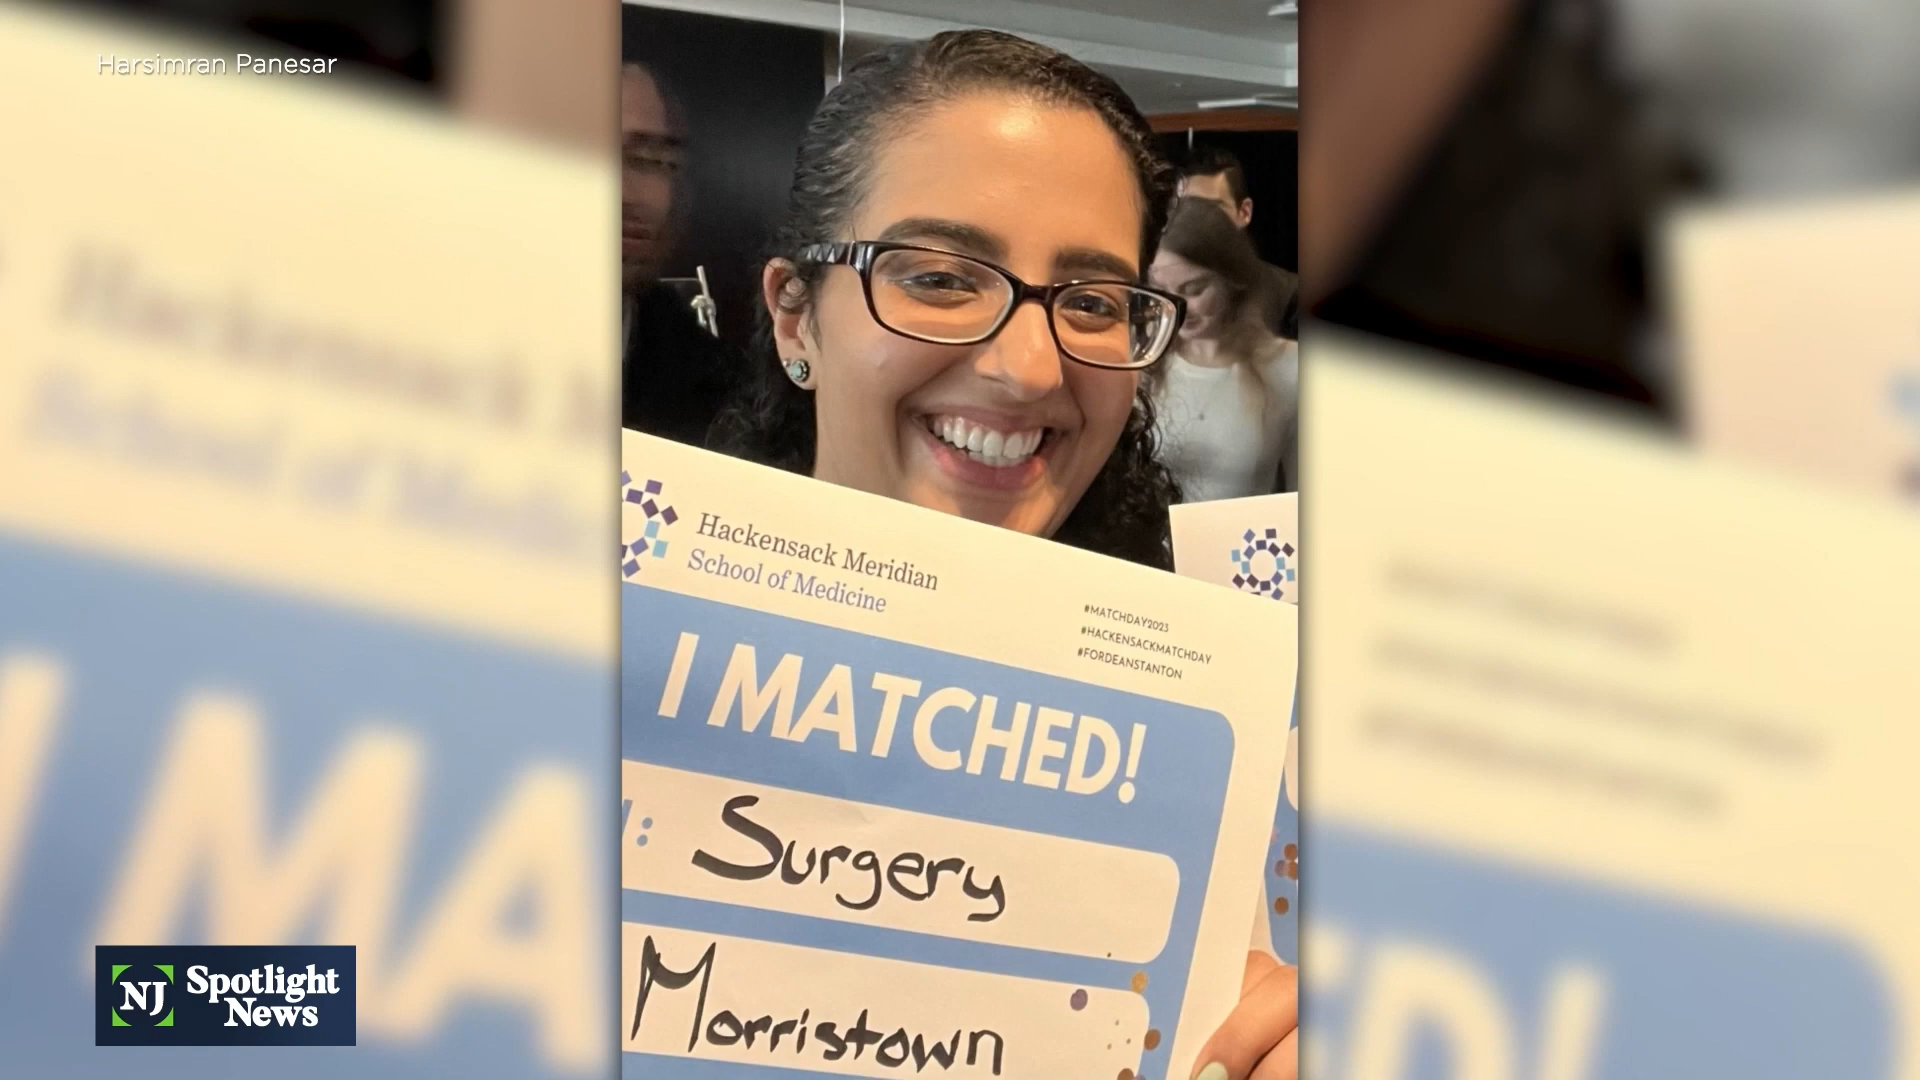 Harsimran Panesar
Hackensack Meridian
School of Medicine
#MATCHDAY2023
#HACKENSACKMATCHDAY
#FORDEANSTANTON
I MATCHED!
Surgery
Morristown
NJ Spotlight
News